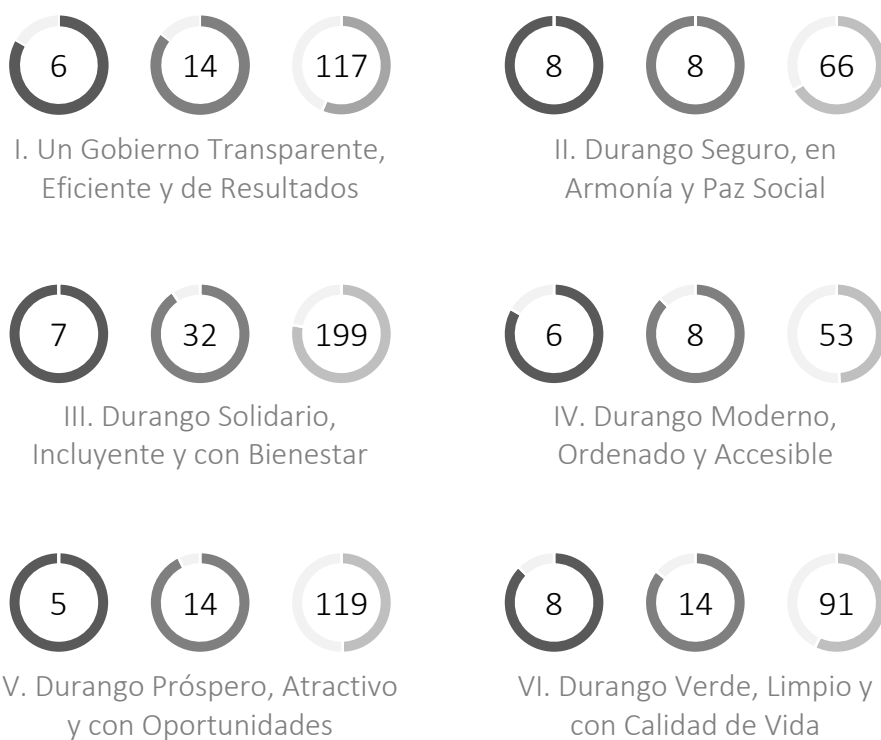 6 14 117
I. Un Gobierno Transparente,
Eficiente y de Resultados
8 8 66
II. Durango Seguro, en
Armonía y Paz Social
7 32 199
III. Durango Solidario,
Incluyente y con Bienestar
6 8 53
IV. Durango Moderno,
Ordenado y Accesible
5 14 119
V. Durango Próspero, Atractivo
y con Oportunidades
8 14 91
VI. Durango Verde, Limpio y
con Calidad de Vida